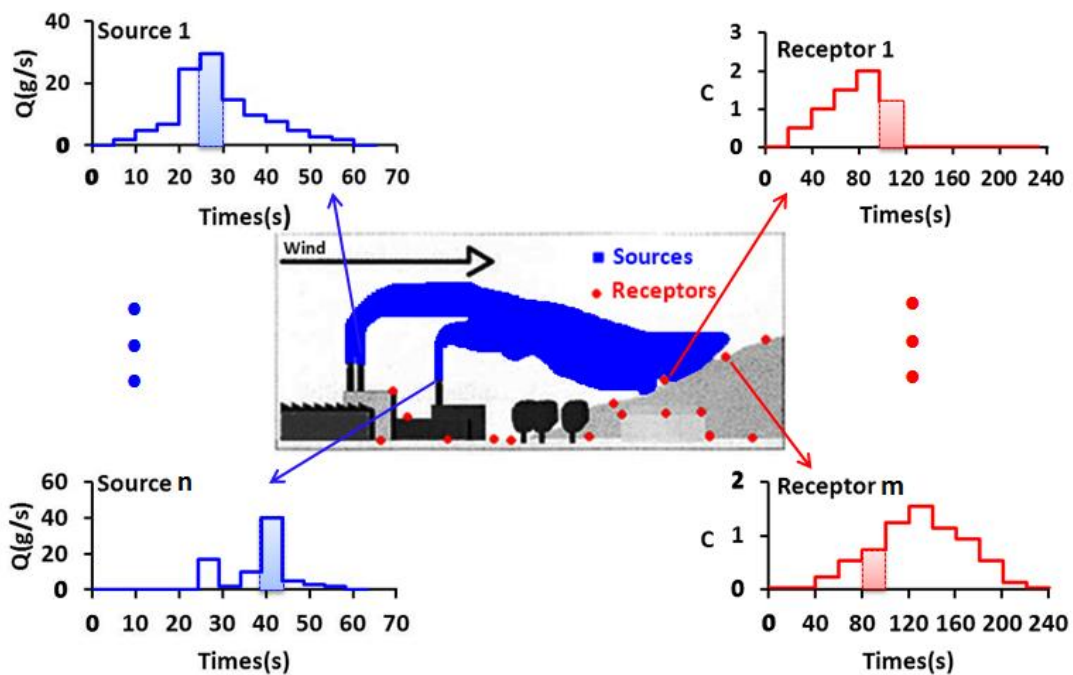 Source 1
Q(g/s)
40
20
0
0 10 20 30 40 50 60 70
Times(s)
Receptor 1
C
3
2
1
0
0 40 80 120 160 200 240
Times(s)
Wind
Sources
Receptors
Source n
Q(g/s)
60
40
20
0
0 10 20 30 40 50 60 70
Times(s)
Receptor m
C
2
1
0
0 40 80 120 160 200 240
Times(s)